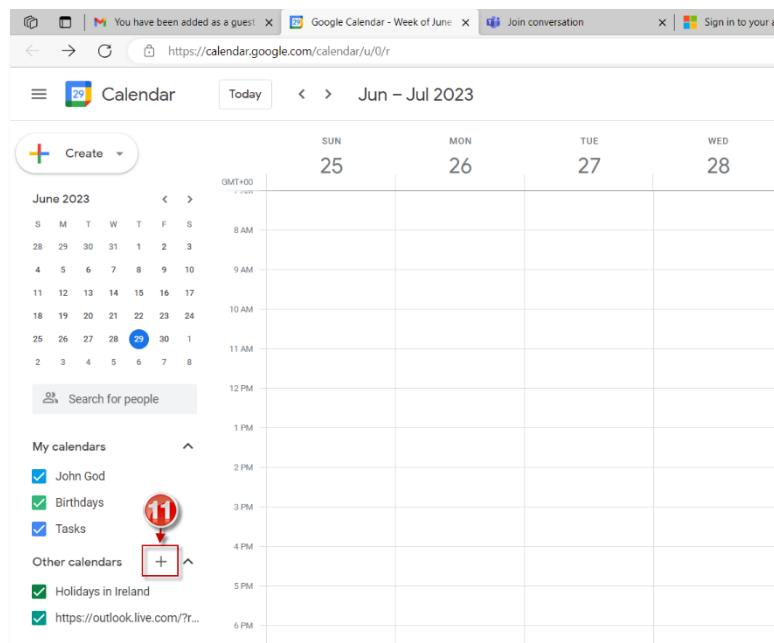 You have been added as a guest
Google Calendar - Week of June
Join conversation
Sign in to your a
https://calendar.google.com/calendar/u/0/r
29 Calendar Today Jun – Jul 2023
Create
SUN MON TUE WED
25 26 27 28
GMT+00
June 2023
S M T W T F S
28 29 30 31 1 2 3
4 5 6 7 8 9 10
11 12 13 14 15 16 17
18 19 20 21 22 23 24
25 26 27 28 29 30 1
2 3 4 5 6 7 8
Search for people
My calendars
John God
Birthdays
Tasks
11
Other calendars +
Holidays in Ireland
https://outlook.live.com/?r...
8 AM
9 AM
10 AM
11 AM
12 PM
1 PM
2 PM
3 PM
4 PM
5 PM
6 PM